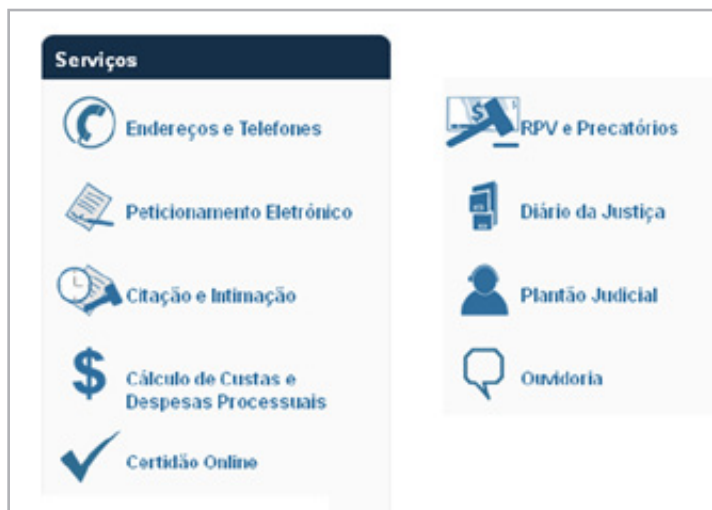 Serviços
Endereços e Telefones
Peticionamento Eletrônico
Citação e Intimação
$
Cálculo de Custas e
Despesas Processuais
Certidão Online
$
RPV e Precatórios
Diário da Justiça
Plantão Judicial
Ouvidoria